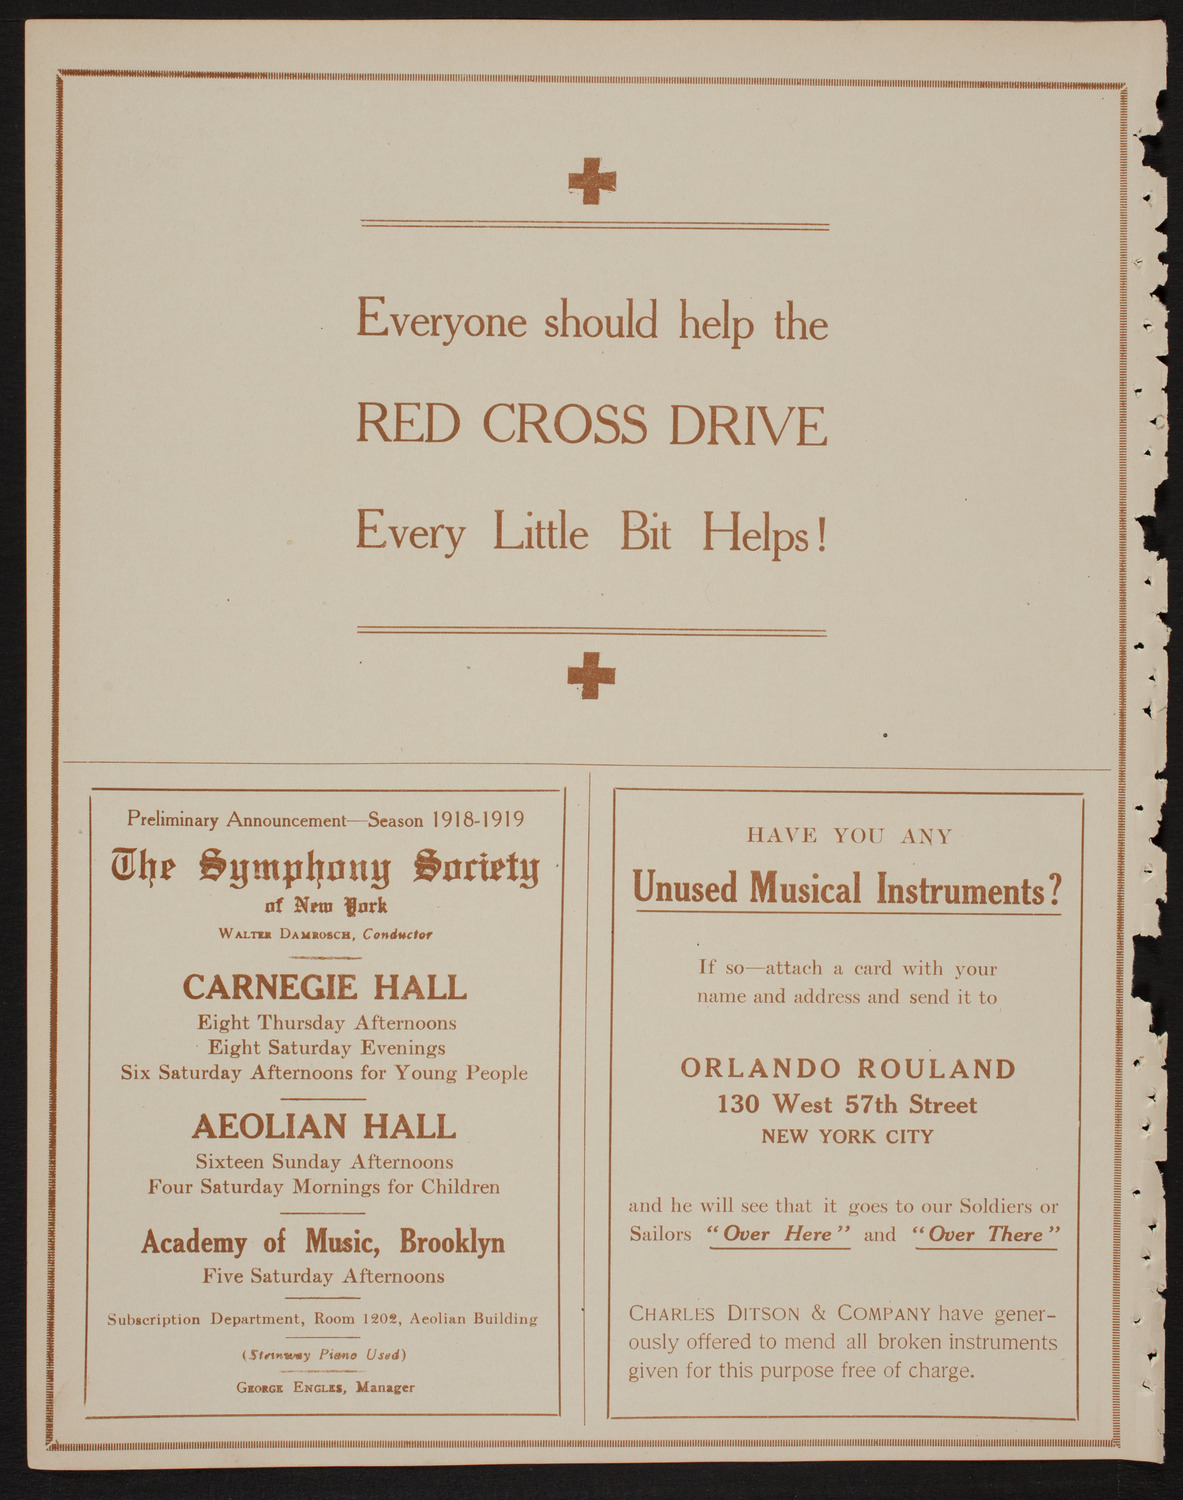 Everyone should help the
RED CROSS DRIVE
Every Little Bit Helps!
Preliminary Announcement—Season 1918-1919
The Symphony Society
of New York
WALTER DAMROSCH, Conductor
CARNEGIE HALL
Eight Thursday Afternoons
Eight Saturday Evenings
Six Saturday Afternoons for Young People
AEOLIAN HALL
Sixteen Sunday Afternoons
Four Saturday Mornings for Children
Academy of Music, Brooklyn
Five Saturday Afternoons
Subscription Department, Room 1202, Aeolian Building
(Steinway Piano Used)
GEORGE ENGLES, Manager
HAVE YOU ANY
Unused Musical Instruments?
If so—attach a card with your
name and address and send it to
ORLANDO ROULAND
130 West 57th Street
NEW YORK CITY
and he will see that it goes to our Soldiers or
Sailors "Over Here" and "Over There"
CHARLES DITSON & COMPANY have gener-
ously offered to mend all broken instruments
given for this purpose free of charge.